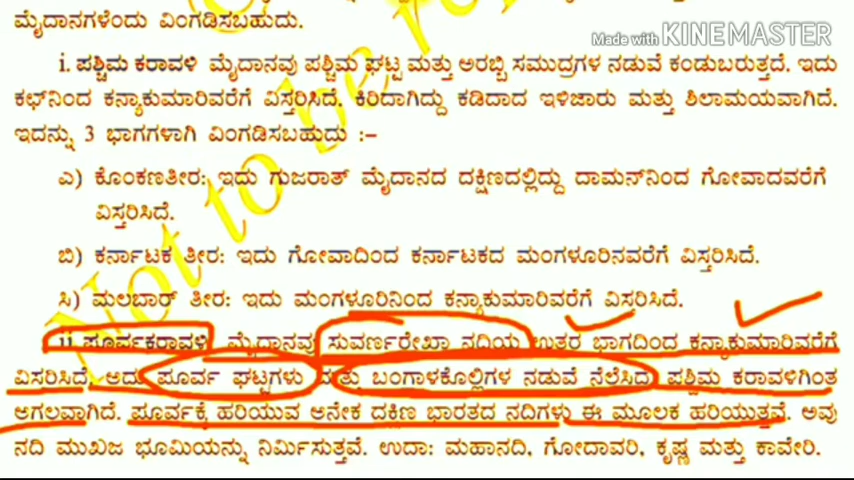 ಮೈದಾನಗಳೆಂದು ವಿಂಗಡಿಸಬಹುದು.
Made with KINEMASTER
i. ಪಶ್ಚಿಮ ಕರಾವಳಿ ಮೈದಾನವು ಪಶ್ಚಿಮ ಘಟ್ಟ ಮತ್ತು ಅರಬ್ಬಿ ಸಮುದ್ರಗಳ ನಡುವೆ ಕಂಡುಬರುತ್ತದೆ. ಇದು
ಕಛ್‌ನಿಂದ ಕನ್ಯಾಕುಮಾರಿವರೆಗೆ ವಿಸ್ತರಿಸಿದೆ. ಕಿರಿದಾಗಿದ್ದು ಕಡಿದಾದ ಇಳಿಜಾರು ಮತ್ತು ಶಿಲಾಮಯವಾಗಿದೆ.
ಇದನ್ನು 3 ಭಾಗಗಳಾಗಿ ವಿಂಗಡಿಸಬಹುದು :–
ಎ) ಕೊಂಕಣತೀರ: ಇದು ಗುಜರಾತ್ ಮೈದಾನದ ದಕ್ಷಿಣದಲ್ಲಿದ್ದು ದಾಮನ್‌ನಿಂದ ಗೋವಾದವರೆಗೆ
ವಿಸ್ತರಿಸಿದೆ.
ಬಿ) ಕರ್ನಾಟಕ ತೀರ: ಇದು ಗೋವಾದಿಂದ ಕರ್ನಾಟಕದ ಮಂಗಳೂರಿನವರೆಗೆ ವಿಸ್ತರಿಸಿದೆ.
ಸಿ) ಮಲಬಾರ್ ತೀರ: ಇದು ಮಂಗಳೂರಿನಿಂದ ಕನ್ಯಾಕುಮಾರಿವರೆಗೆ ವಿಸ್ತರಿಸಿದೆ.
ii ಪೂರ್ವಕರಾವಳಿ ಮೈದಾನವು ಸುವರ್ಣರೇಖಾ ನದಿಯ ಉತ್ತರ ಭಾಗದಿಂದ ಕನ್ಯಾಕುಮಾರಿವರೆಗೆ
ವಿಸ್ತರಿಸಿದೆ. ಅದು ಪೂರ್ವ ಘಟ್ಟಗಳು ಮತ್ತು ಬಂಗಾಳಕೊಲ್ಲಿಗಳ ನಡುವೆ ನೆಲೆಸಿದ ಪಶ್ಚಿಮ ಕರಾವಳಿಗಿಂತ
ಅಗಲವಾಗಿದೆ. ಪೂರ್ವಕ್ಕೆ ಹರಿಯುವ ಅನೇಕ ದಕ್ಷಿಣ ಭಾರತದ ನದಿಗಳು ಈ ಮೂಲಕ ಹರಿಯುತ್ತವೆ. ಅವು
ನದಿ ಮುಖಜ ಭೂಮಿಯನ್ನು ನಿರ್ಮಿಸುತ್ತವೆ. ಉದಾ: ಮಹಾನದಿ, ಗೋದಾವರಿ, ಕೃಷ್ಣ ಮತ್ತು ಕಾವೇರಿ.
Not to be